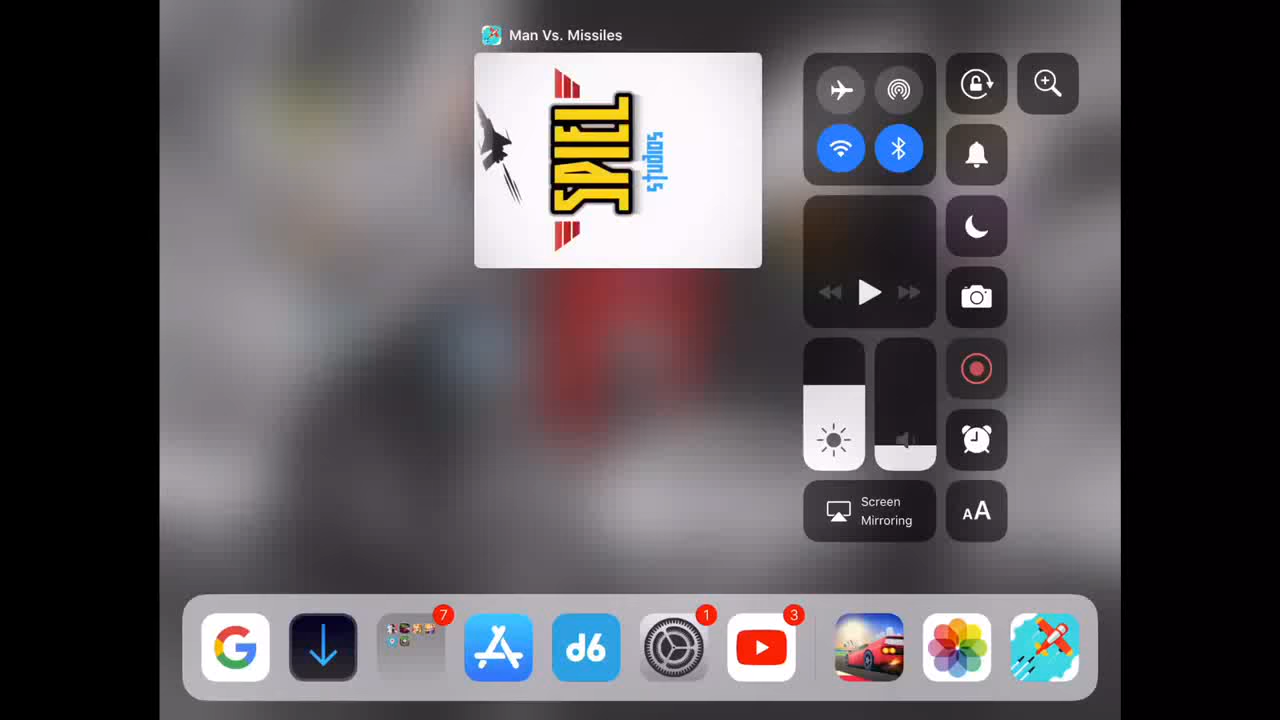 Man Vs. Missiles
SPIEL
studios
Screen
Mirroring
AA
7
1
3
G
d6